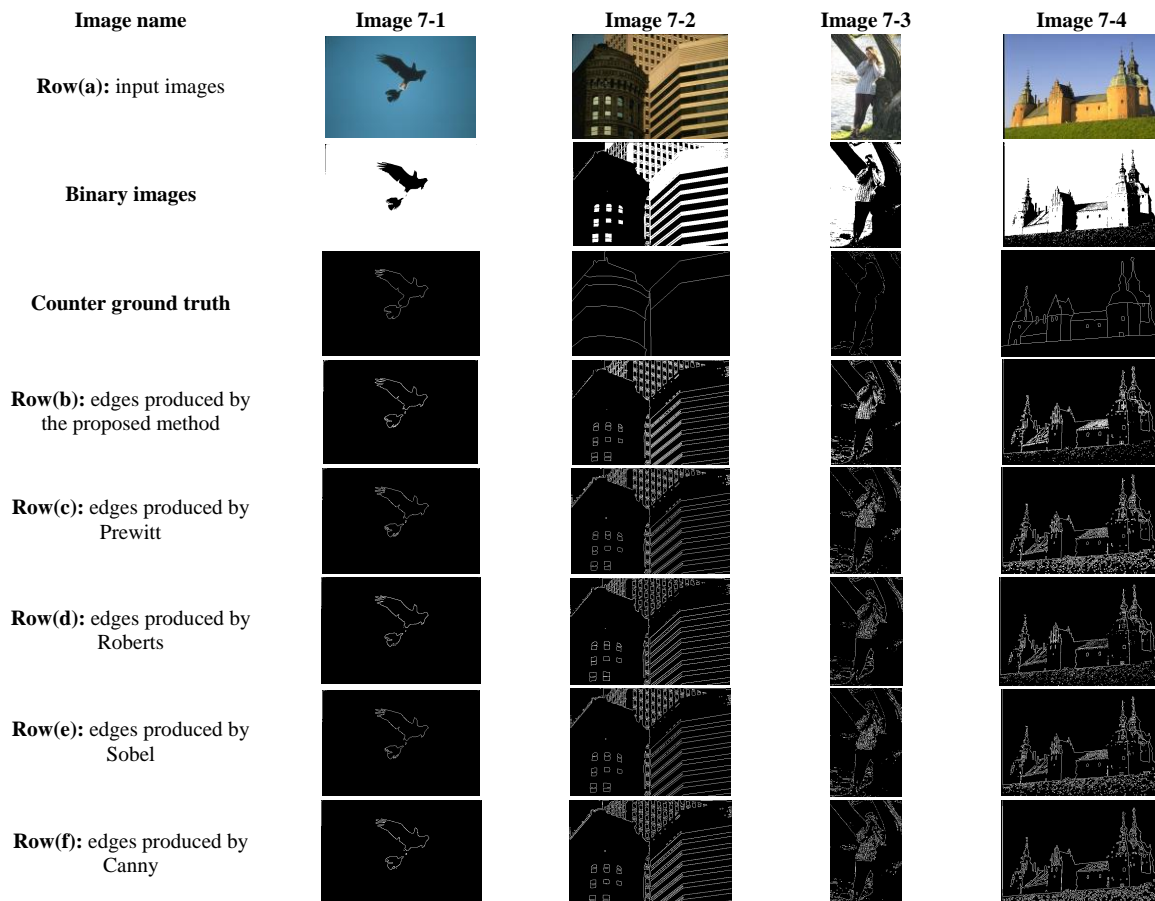 Image name Image 7-1 Image 7-2 Image 7-3 Image 7-4
Row(a): input images
Binary images
Counter ground truth
Row(b): edges produced by
the proposed method
Row(c): edges produced by
Prewitt
Row(d): edges produced by
Roberts
Row(e): edges produced by
Sobel
Row(f): edges produced by
Canny